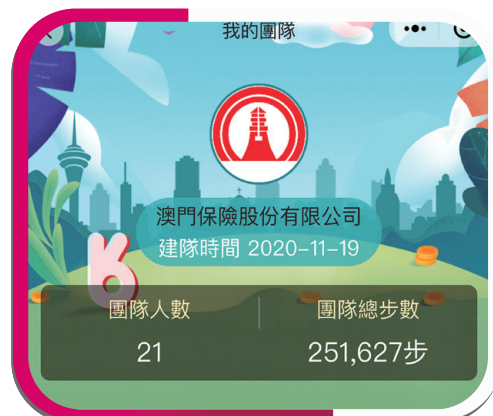 我的團隊
澳門保險股份有限公司
建隊時間 2020-11-19
團隊人數
團隊總步數
21
251,627步